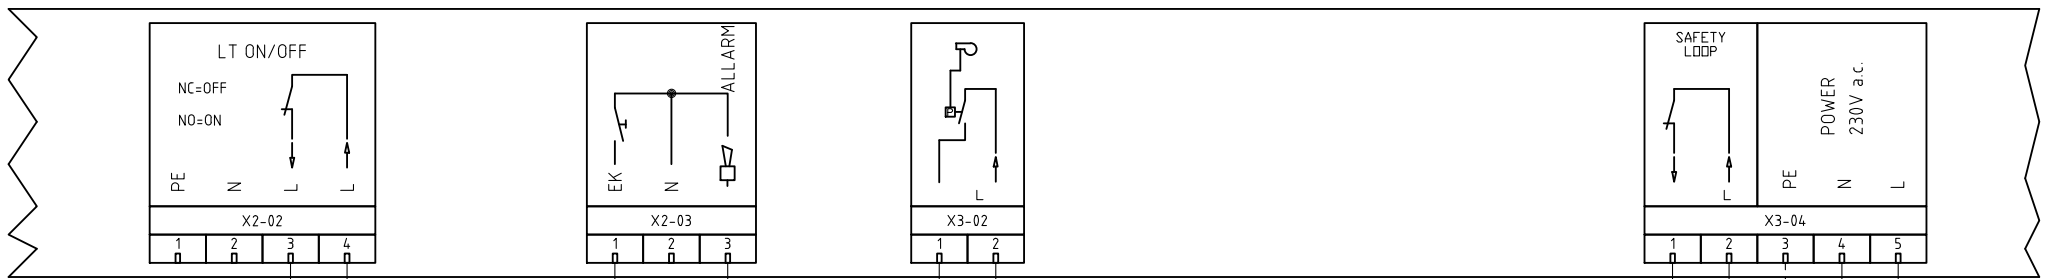 LT ON/OFF
NC=OFF
NO=ON
PE N L L
X2-02
1 2 3 4
ALLARM
EK N
X2-03
1 2 3
P
L
X3-02
1 2
SAFETY
LOOP
POWER
230V a.c.
L PE N L
X3-04
1 2 3 4 5